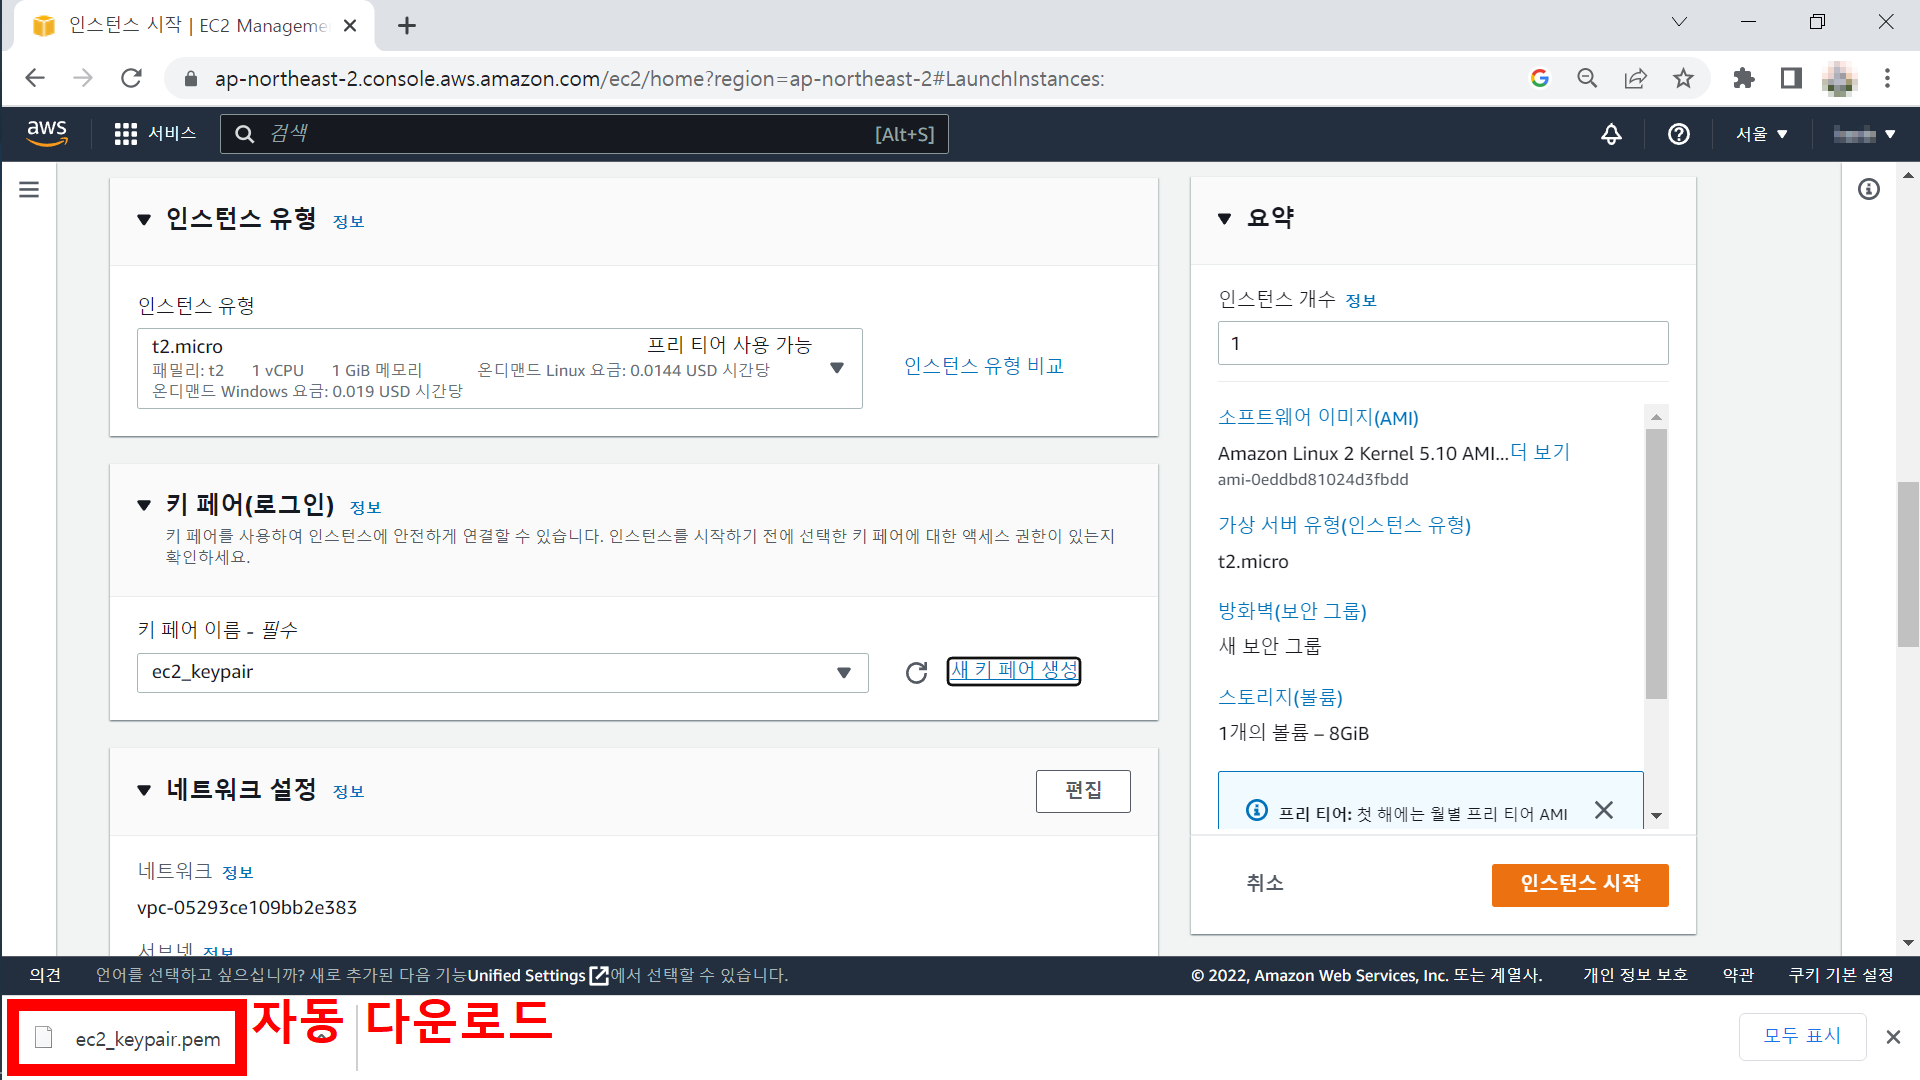 인스턴스 시작 | EC2 Manageme
ap-northeast-2.console.aws.amazon.com/ec2/home?region=ap-northeast-2#LaunchInstances:
aws
서비스
검색
[Alt+S]
서울
인스턴스 유형 정보
인스턴스 유형
t2.micro
프리 티어 사용 가능
패밀리: t2 1 vCPU 1 GiB 메모리 온디맨드 Linux 요금: 0.0144 USD 시간당
온디맨드 Windows 요금: 0.019 USD 시간당
인스턴스 유형 비교
키 페어(로그인) 정보
키 페어를 사용하여 인스턴스에 안전하게 연결할 수 있습니다. 인스턴스를 시작하기 전에 선택한 키 페어에 대한 액세스 권한이 있는지
확인하세요.
키 페어 이름 - 필수
ec2_keypair
새 키 페어 생성
네트워크 설정 정보
편집
네트워크 정보
vpc-05293ce109bb2e383
서브넷 정보
요약
인스턴스 개수 정보
1
소프트웨어 이미지(AMI)
Amazon Linux 2 Kernel 5.10 AMI...더 보기
ami-0eddbd81024d3fbdd
가상 서버 유형(인스턴스 유형)
t2.micro
방화벽(보안 그룹)
새 보안 그룹
스토리지(볼륨)
1개의 볼륨 – 8GiB
프리 티어: 첫 해에는 월별 프리 티어 AMI
취소
인스턴스 시작
의견
언어를 선택하고 싶으십니까? 새로 추가된 다음 기능Unified Settings에서 선택할 수 있습니다.
© 2022, Amazon Web Services, Inc. 또는 계열사.
개인 정보 보호
약관
쿠키 기본 설정
ec2_keypair.pem
자동 다운로드
모두 표시